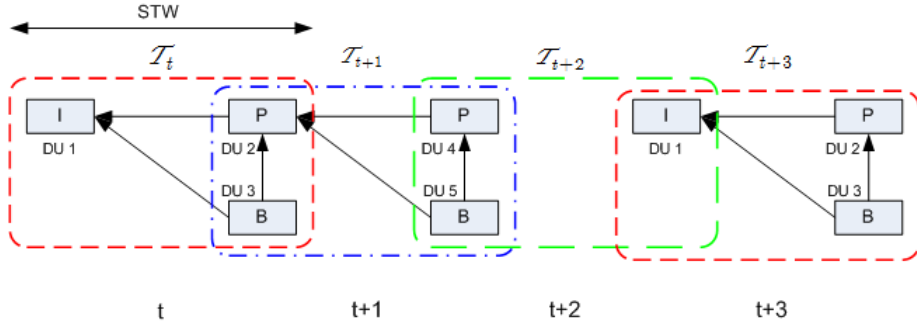 STW
𝒯t 𝒯t+1 𝒯t+2 𝒯t+3
I P P I P
DU 1 DU 2 DU 4 DU 1 DU 2
DU 3 DU 5 DU 3
B B B
t t+1 t+2 t+3